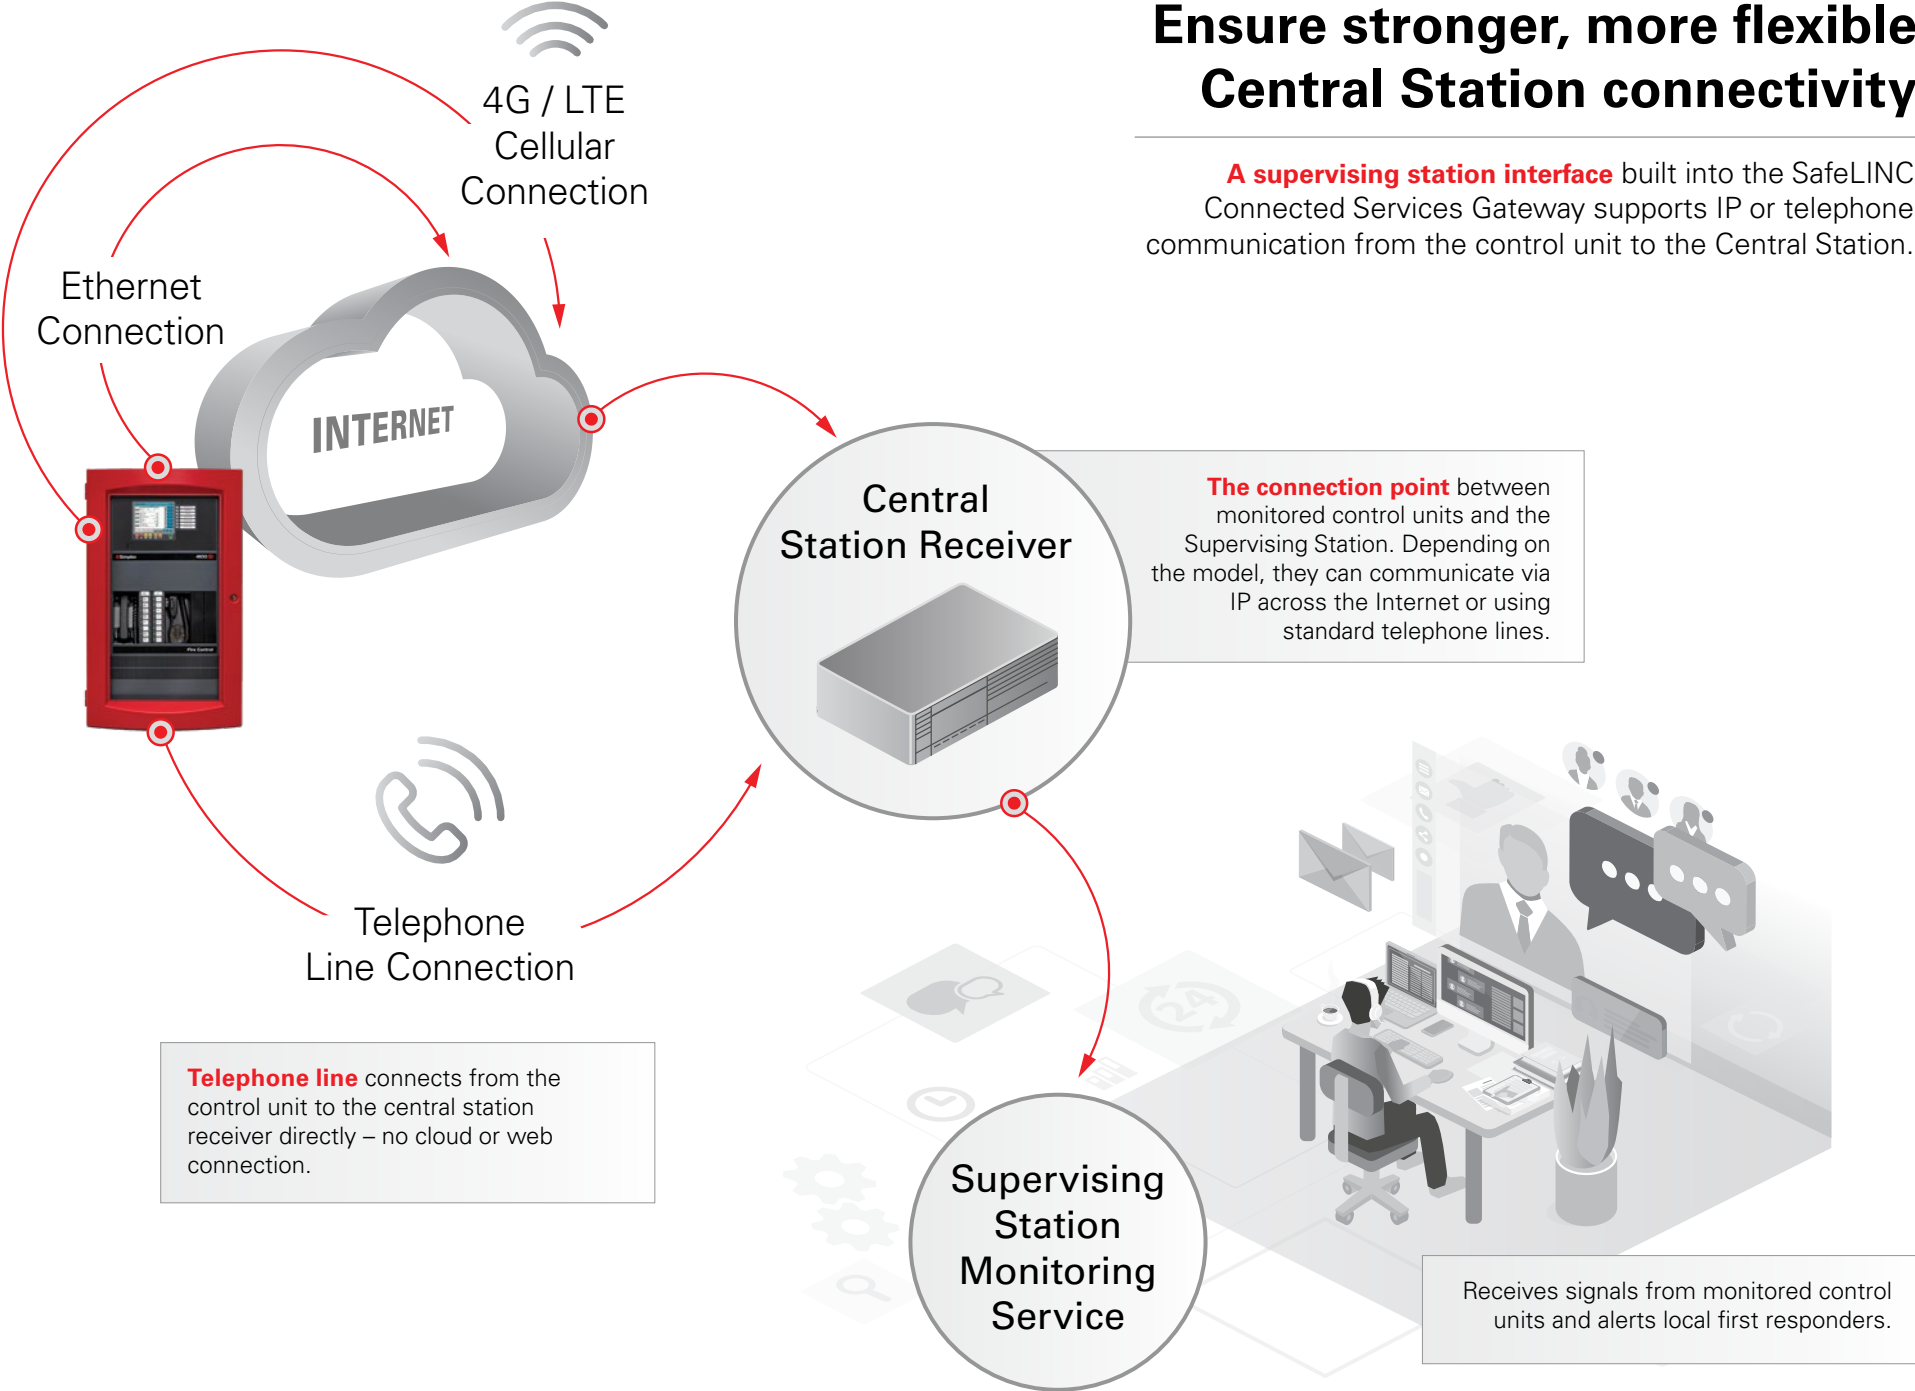 Ensure stronger, more flexible
Central Station connectivity
A supervising station interface built into the SafeLINC
Connected Services Gateway supports IP or telephone
communication from the control unit to the Central Station.
4G / LTE
Cellular
Connection
Ethernet
Connection
INTERNET
Simplex
Fire Control
Central
Station Receiver
The connection point between
monitored control units and the
Supervising Station. Depending on
the model, they can communicate via
IP across the Internet or using
standard telephone lines.
Telephone
Line Connection
Telephone line connects from the
control unit to the central station
receiver directly – no cloud or web
connection.
24
Supervising
Station
Monitoring
Service
Receives signals from monitored control
units and alerts local first responders.